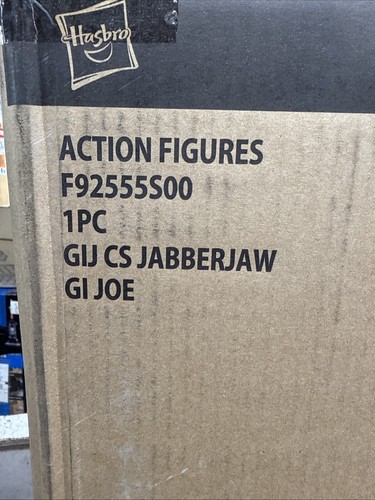 Hasbro
ACTION FIGURES
F92555S00
1PC
GIJ CS JABBERJAW
GI JOE